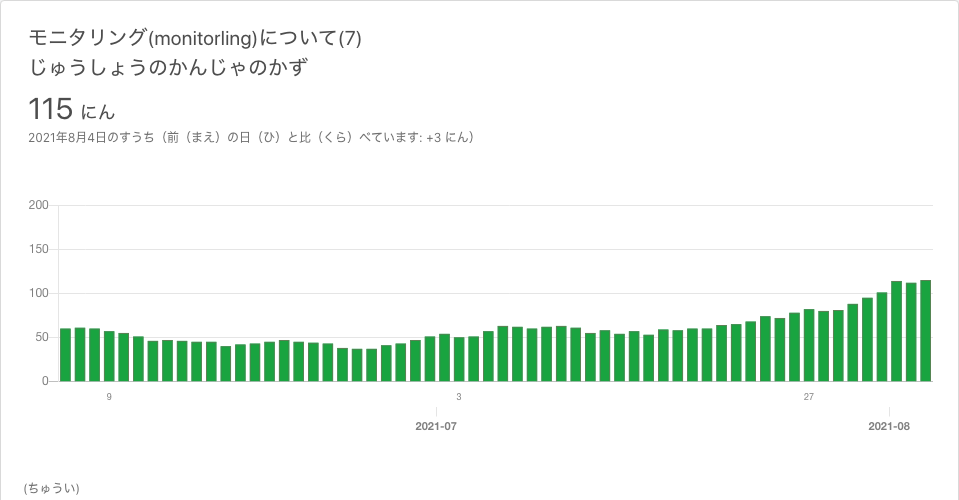 モニタリング(monitorling)について(7)
じゅうしょうのかんじゃのかず
115 にん
2021年8月4日のすうち（前（まえ）の日（ひ）と比（くら）べています: +3 にん）
200
150
100
50
0
9 3 27
2021-07 2021-08
(ちゅうい)